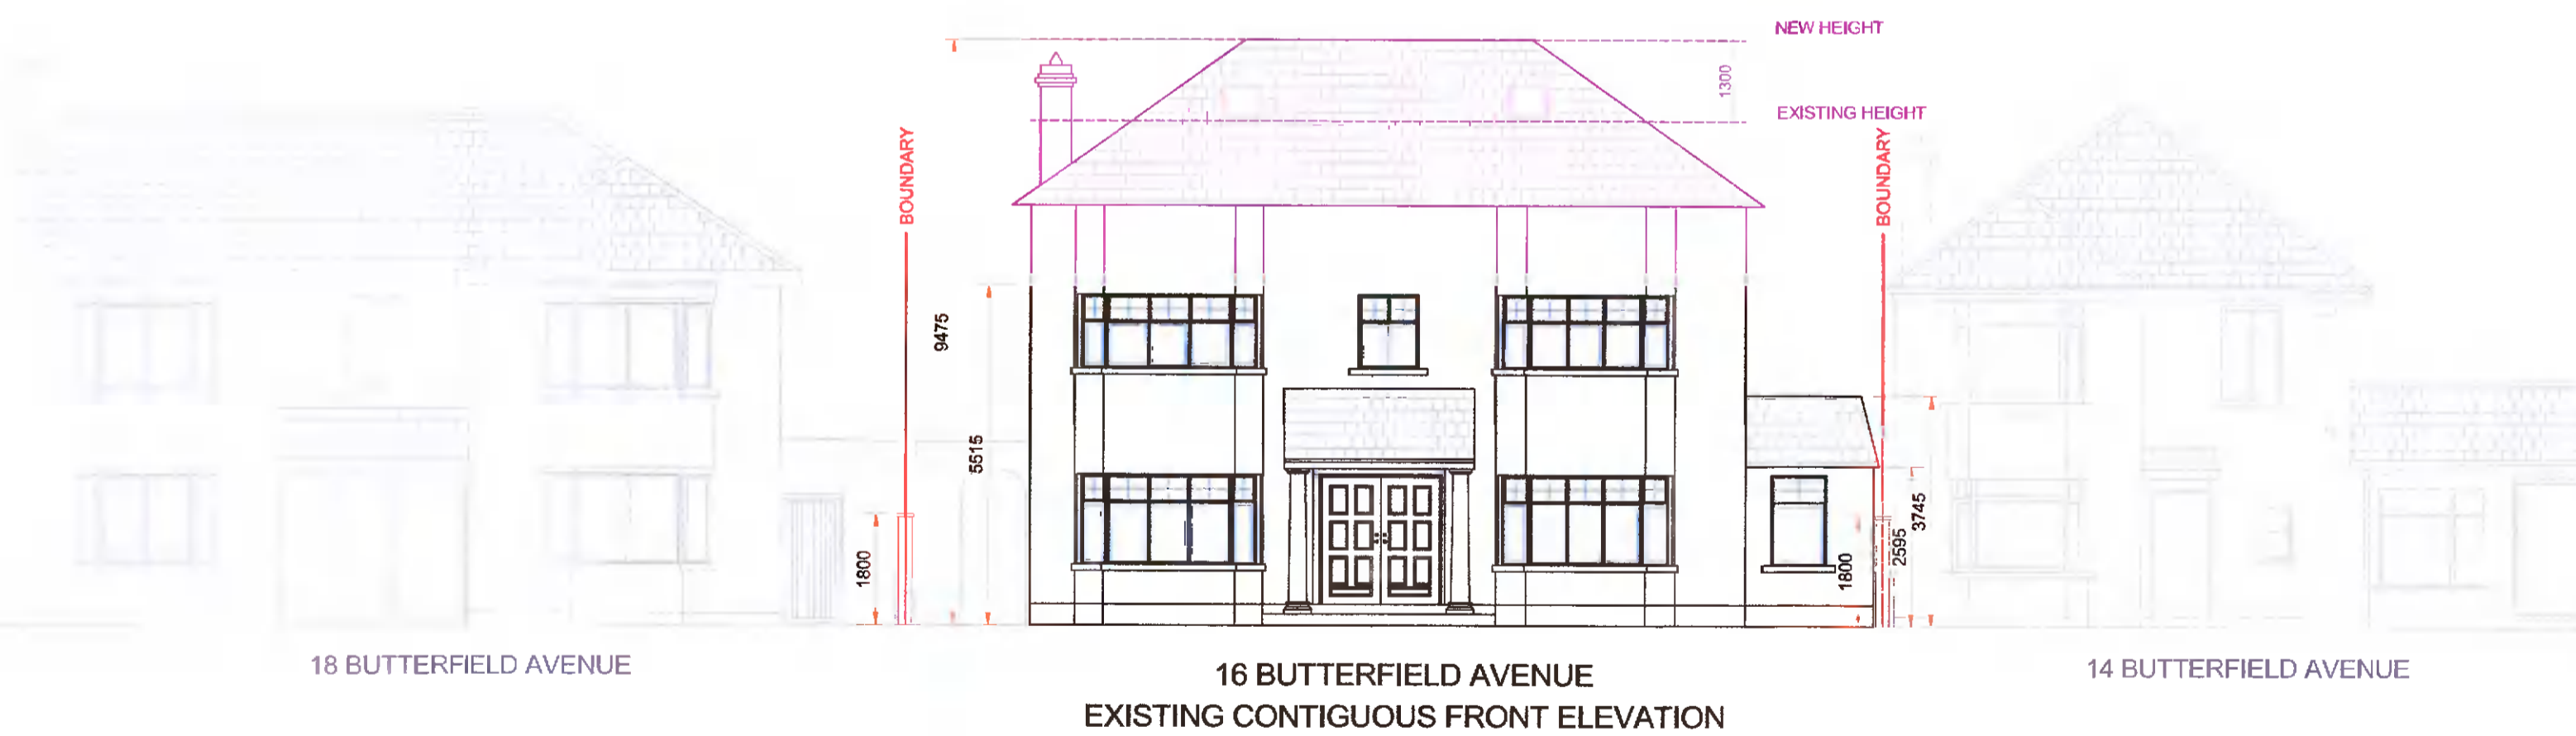 NEW HEIGHT
1300
EXISTING HEIGHT
BOUNDARY
BOUNDARY
9475
5515
1800
3745
2595
1800
18 BUTTERFIELD AVENUE
16 BUTTERFIELD AVENUE
14 BUTTERFIELD AVENUE
EXISTING CONTIGUOUS FRONT ELEVATION